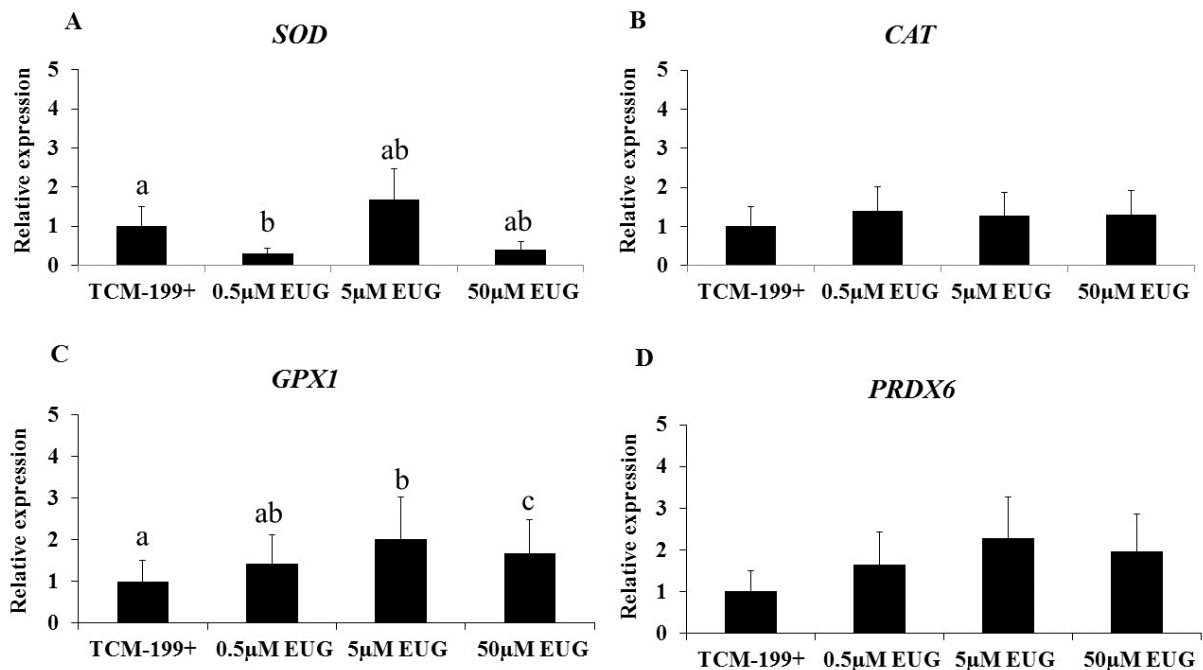 A
SOD
Relative expression
5
4
3
2
1
0
a
b
ab
ab
TCM-199+ 0.5µM EUG 5µM EUG 50µM EUG
B
CAT
Relative expression
5
4
3
2
1
0
TCM-199+ 0.5µM EUG 5µM EUG 50µM EUG
C
GPX1
Relative expression
5
4
3
2
1
0
a
ab
b
c
TCM-199+ 0.5µM EUG 5µM EUG 50µM EUG
D
PRDX6
Relative expression
5
4
3
2
1
0
TCM-199+ 0.5µM EUG 5µM EUG 50µM EUG